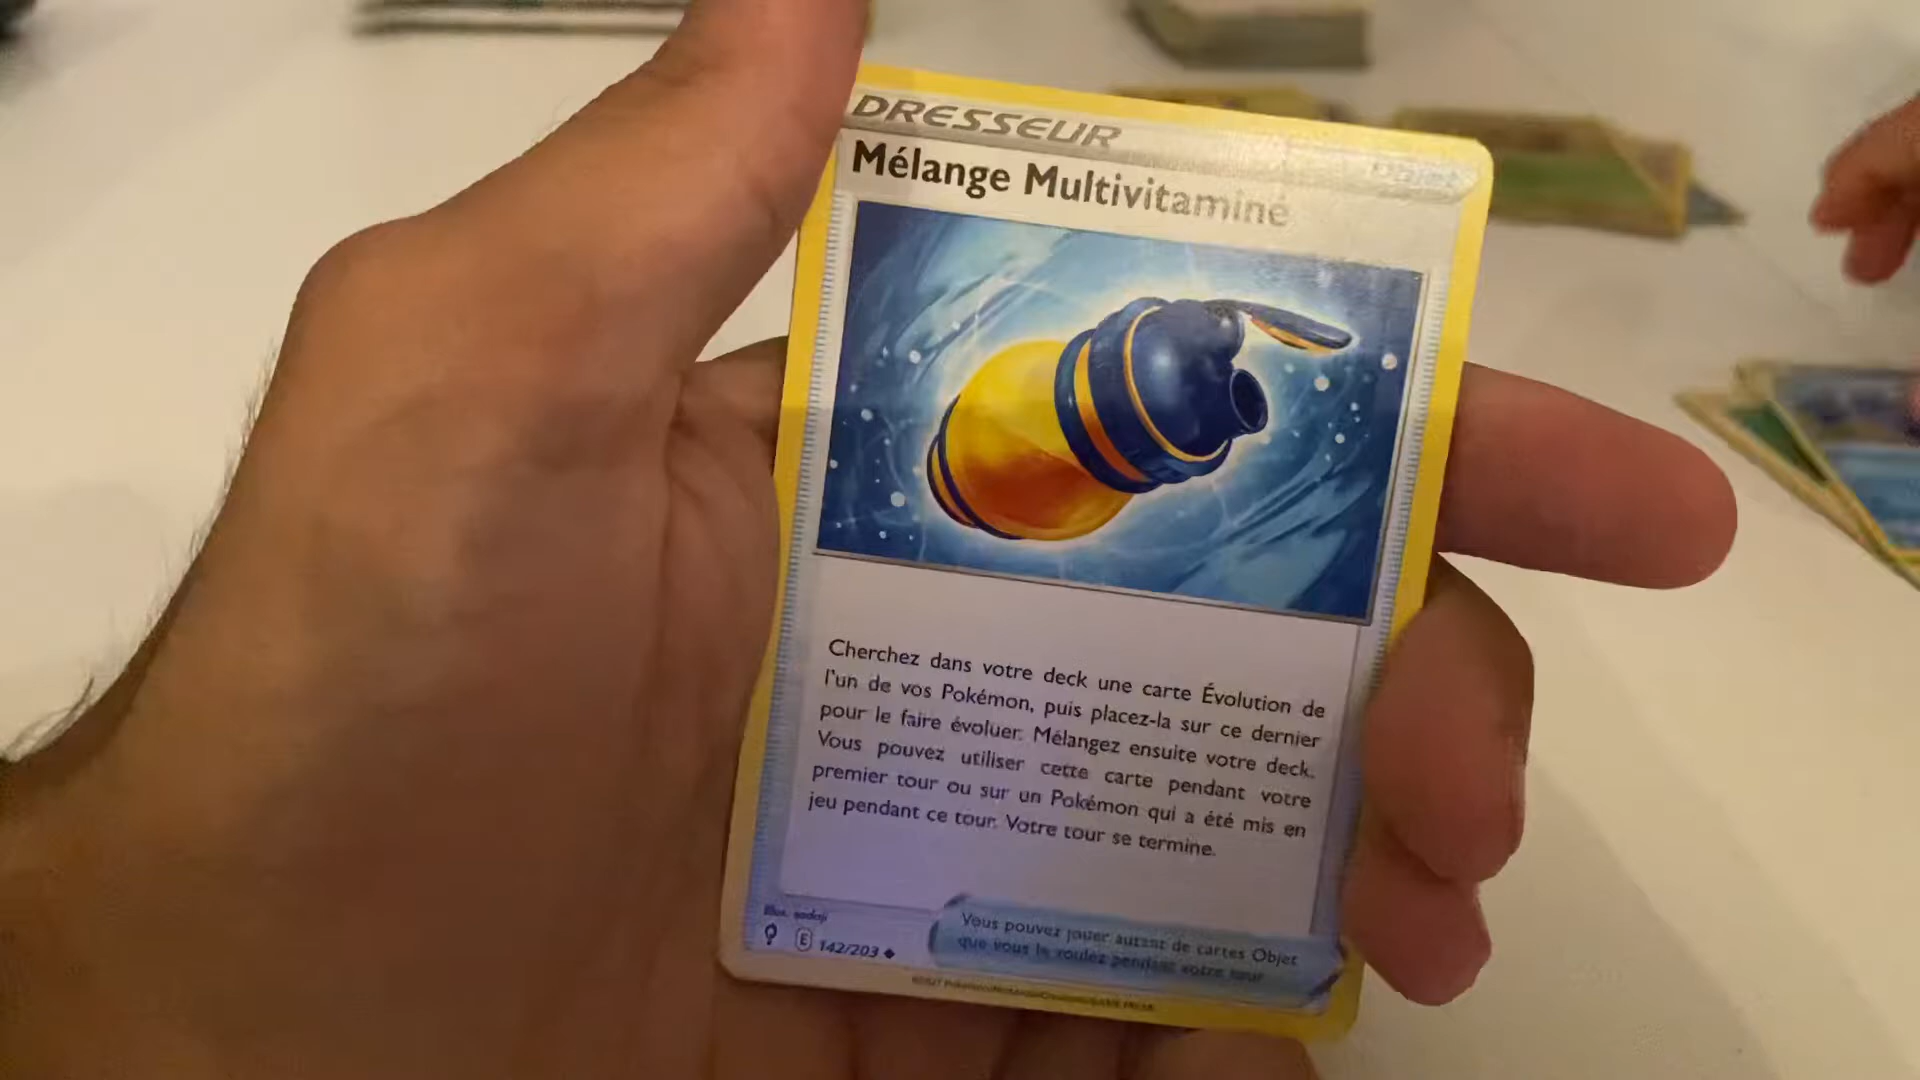 DRESSEUR
Objet
Mélange Multivitaminé
Cherchez dans votre deck une carte Évolution de
l'un de vos Pokémon, puis placez-la sur ce dernier
pour le faire évoluer. Mélangez ensuite votre deck.
Vous pouvez utiliser cette carte pendant votre
premier tour ou sur un Pokémon qui a été mis en
jeu pendant ce tour. Votre tour se termine.
Illus. sadaji
E 142/203
Vous pouvez jouer autant de cartes Objet
que vous le voulez pendant votre tour.